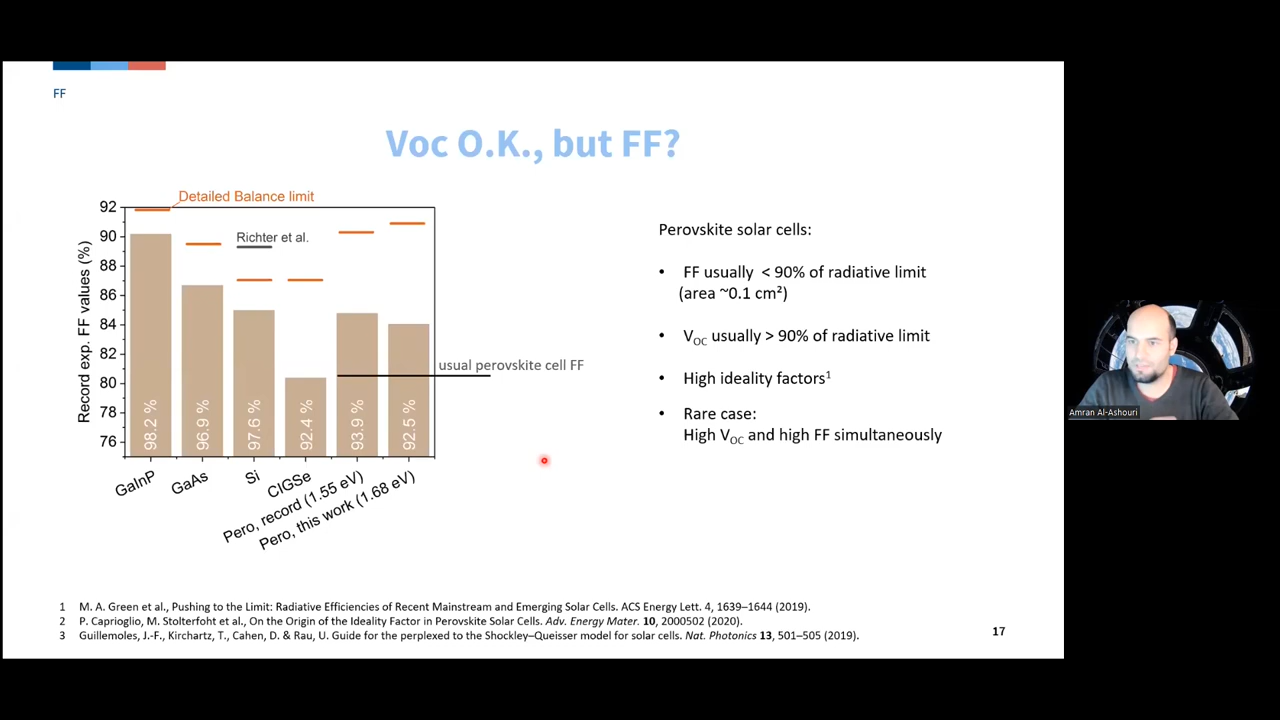 FF
Voc O.K., but FF?
Detailed Balance limit
Richter et al.
Record exp. FF values (%)
92
90
88
86
84
82
80
78
76
98.2 %
96.9 %
97.6 %
92.4 %
93.9 %
92.5 %
usual perovskite cell FF
GaInP
GaAs
Si
CIGSe
Pero, record (1.55 eV)
Pero, this work (1.68 eV)
Perovskite solar cells:
• FF usually < 90% of radiative limit
(area ~0.1 cm²)
• VOC usually > 90% of radiative limit
• High ideality factors1
• Rare case:
High VOC and high FF simultaneously
Amran Al-Ashouri
1 M. A. Green et al., Pushing to the Limit: Radiative Efficiencies of Recent Mainstream and Emerging Solar Cells. ACS Energy Lett. 4, 1639–1644 (2019).
2 P. Caprioglio, M. Stolterfoht et al., On the Origin of the Ideality Factor in Perovskite Solar Cells. Adv. Energy Mater. 10, 2000502 (2020).
3 Guillemoles, J.-F., Kirchartz, T., Cahen, D. & Rau, U. Guide for the perplexed to the Shockley–Queisser model for solar cells. Nat. Photonics 13, 501–505 (2019).
17